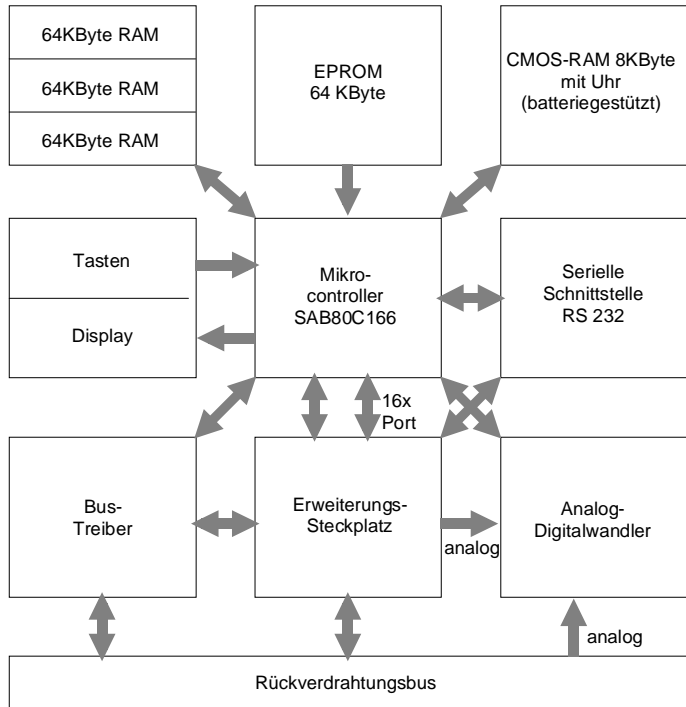 64KByte RAM
64KByte RAM
64KByte RAM
EPROM
64 KByte
CMOS-RAM 8KByte
mit Uhr
(batteriegestützt)
Tasten
Display
Mikro-
controller
SAB80C166
Serielle
Schnittstelle
RS 232
16x
Port
Bus-
Treiber
Erweiterungs-
Steckplatz
analog
Analog-
Digitalwandler
analog
Rückverdrahtungsbus